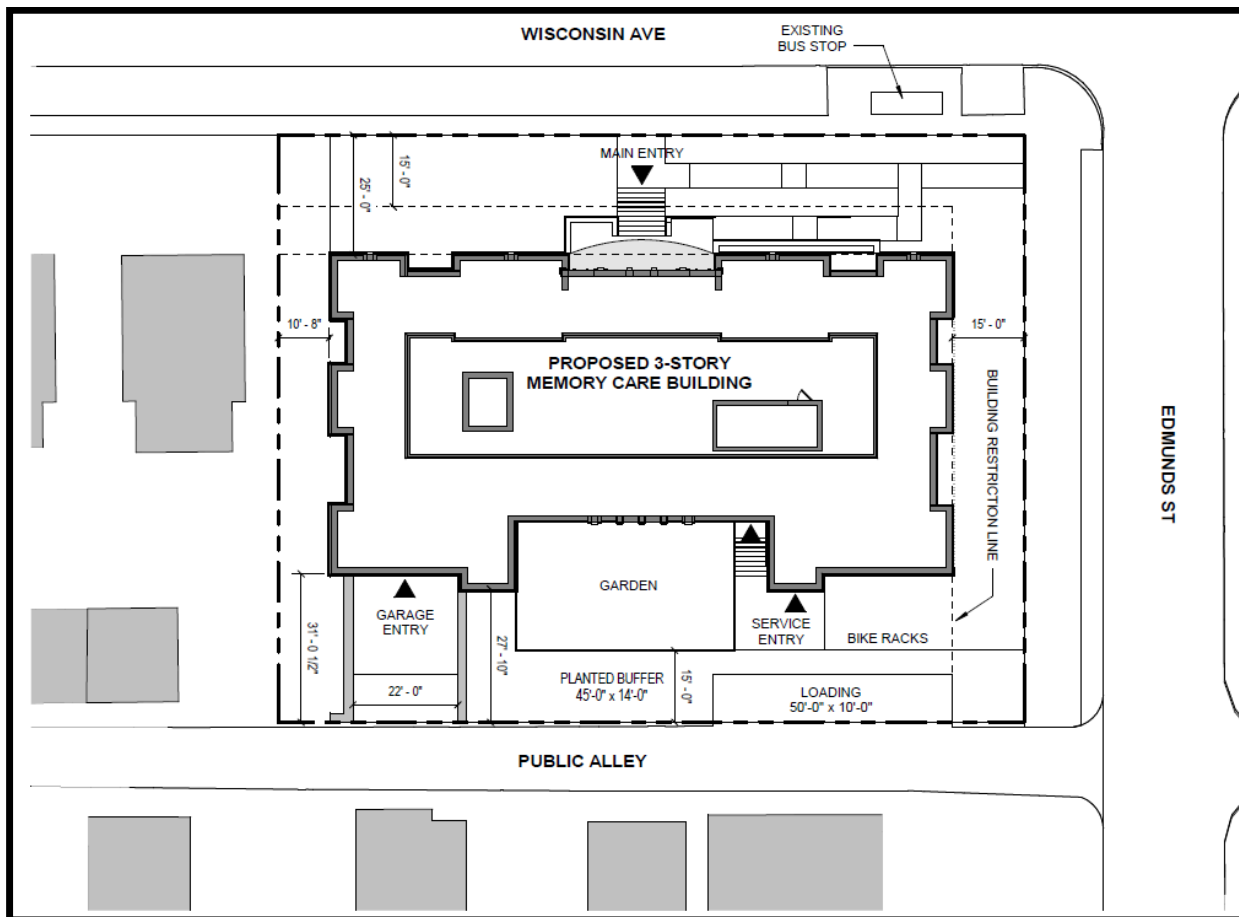 WISCONSIN AVE
EXISTING
BUS STOP
MAIN ENTRY
15' - 0"
25' - 0"
10' - 8"
15' - 0"
PROPOSED 3-STORY
MEMORY CARE BUILDING
BUILDING RESTRICTION LINE
EDMUNDS ST
GARDEN
GARAGE
ENTRY
SERVICE
ENTRY
BIKE RACKS
31' - 0 1/2"
27' - 10"
22' - 0"
PLANTED BUFFER
45'-0" x 14'-0"
15' - 0"
LOADING
50'-0" x 10'-0"
PUBLIC ALLEY